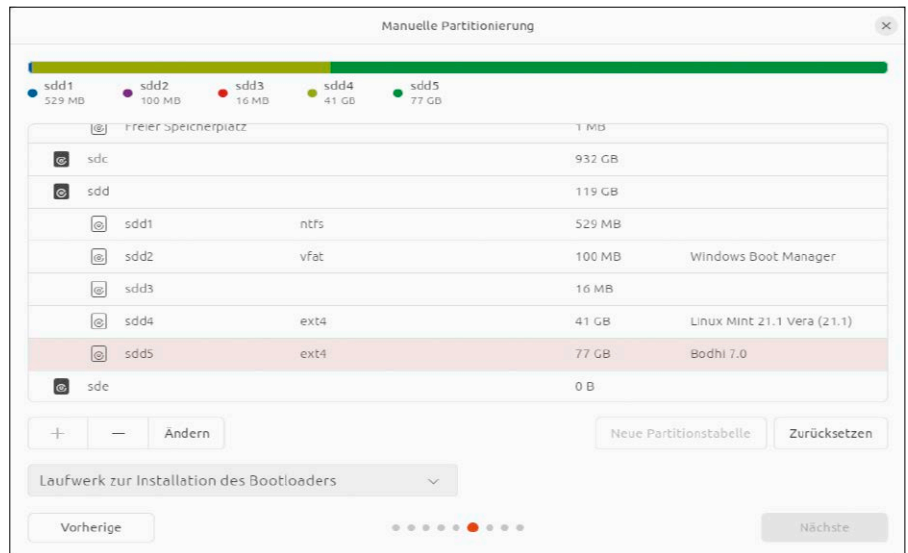 Manuelle Partitionierung
sdd1 sdd2 sdd3 sdd4 sdd5
529 MB 100 MB 16 MB 41 GB 77 GB
Freier Speicherplatz 1 MB
sdc 932 GB
sdd 119 GB
sdd1 ntfs 529 MB
sdd2 vfat 100 MB Windows Boot Manager
sdd3 16 MB
sdd4 ext4 41 GB Linux Mint 21.1 Vera (21.1)
sdd5 ext4 77 GB Bodhi 7.0
sde 0 B
+ — Ändern Neue Partitionstabelle Zurücksetzen
Laufwerk zur Installation des Bootloaders
Vorherige Nächste